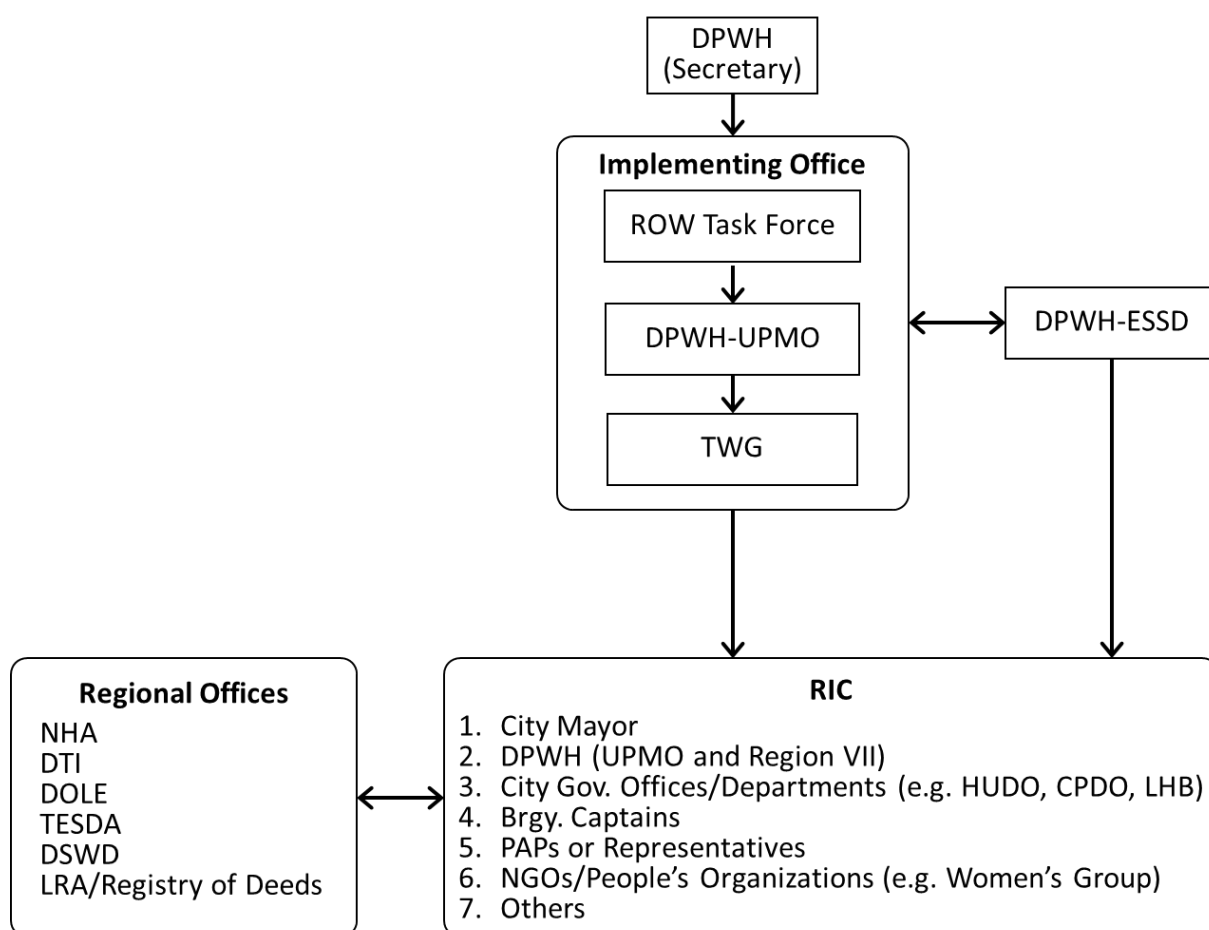 DPWH
(Secretary)
Implementing Office
ROW Task Force
DPWH-UPMO
DPWH-ESSD
TWG
Regional Offices
NHA
DTI
DOLE
TESDA
DSWD
LRA/Registry of Deeds
RIC
1. City Mayor
2. DPWH (UPMO and Region VII)
3. City Gov. Offices/Departments (e.g. HUDO, CPDO, LHB)
4. Brgy. Captains
5. PAPs or Representatives
6. NGOs/People’s Organizations (e.g. Women’s Group)
7. Others